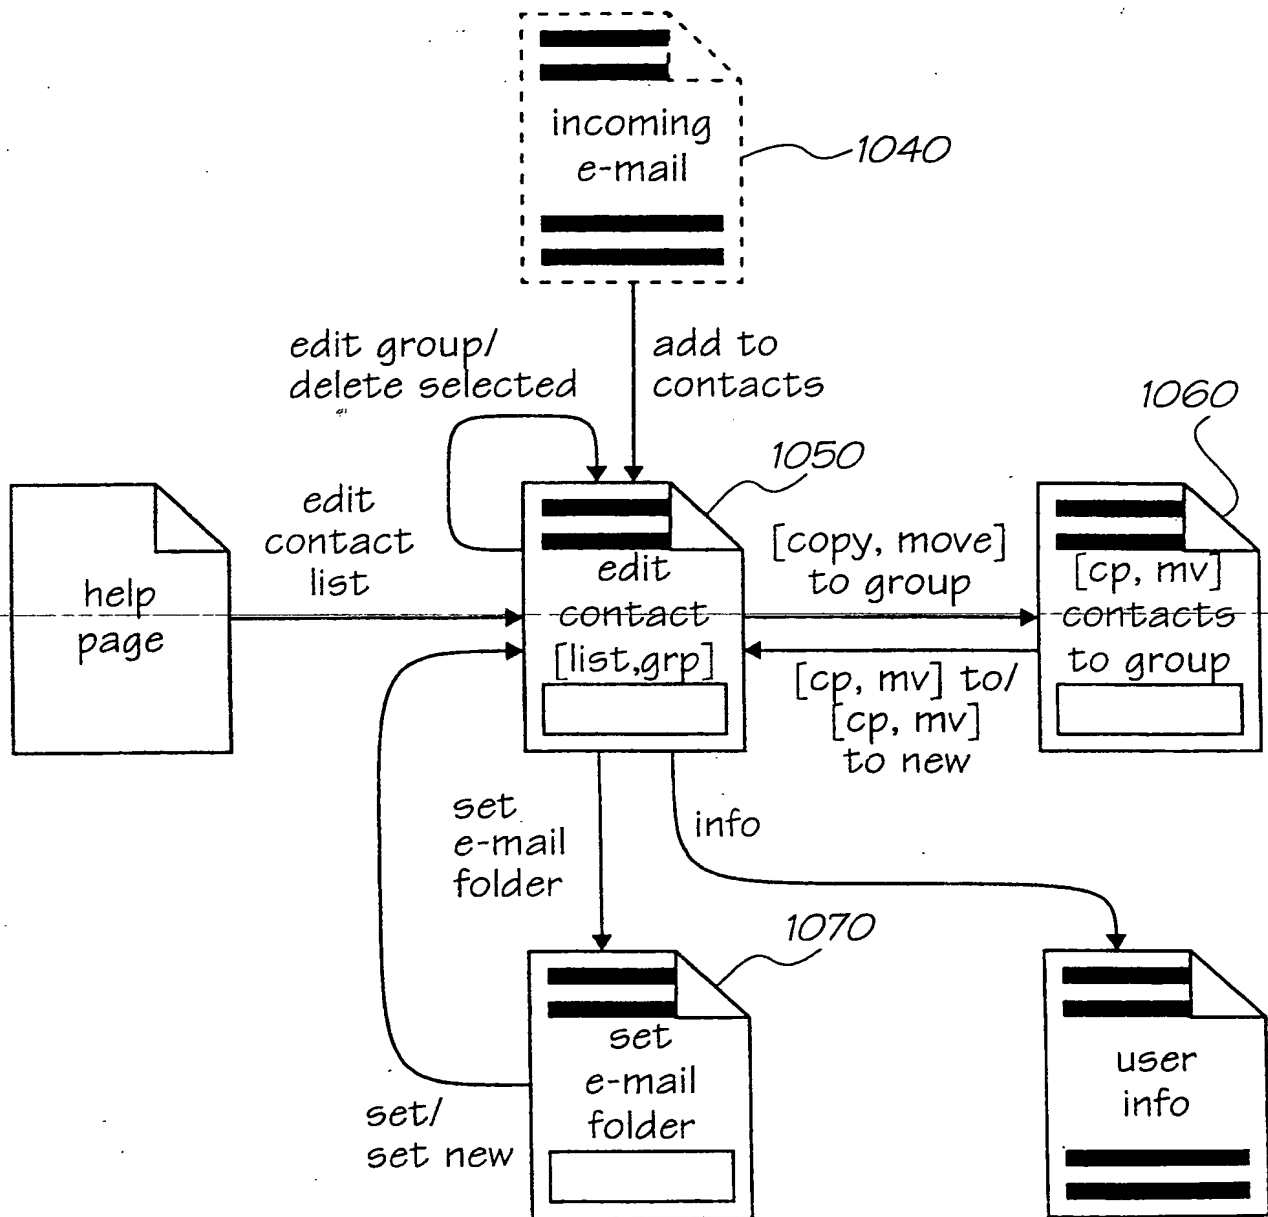 incoming
e-mail
1040
edit group/
delete selected
add to
contacts
1060
1050
edit
contact
list
help
page
edit
contact
[list,grp]
[copy, move]
to group
[cp, mv]
contacts
to group
[cp, mv] to/
[cp, mv]
to new
set
e-mail
folder
info
1070
set
e-mail
folder
user
info
set/
set new